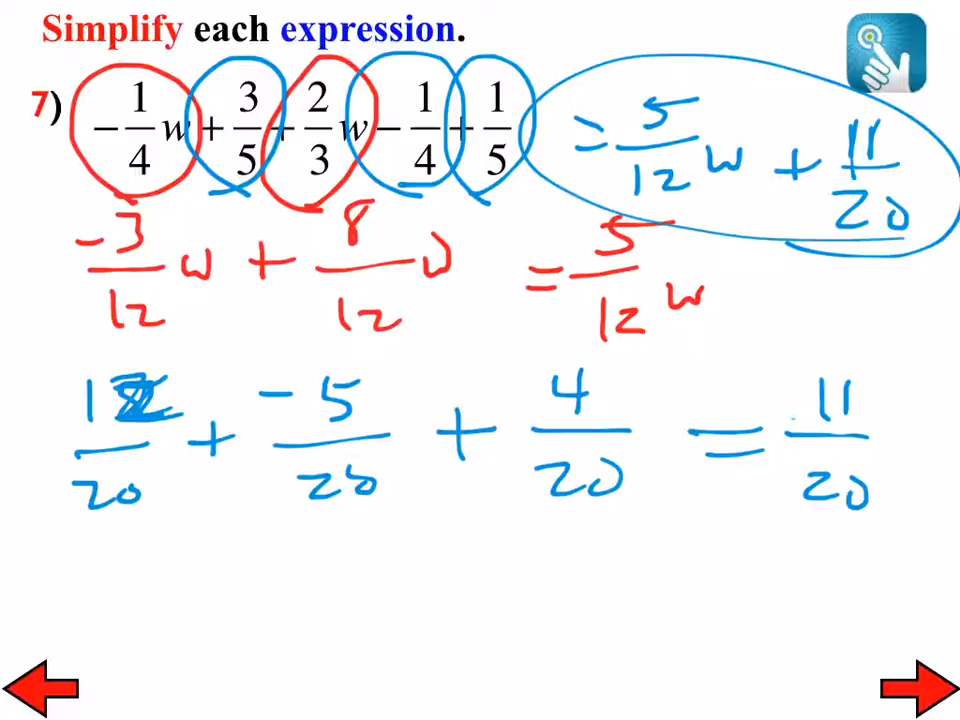 Simplify each expression.
7) -1/4 w + 3/5 + 2/3 w - 1/4 + 1/5
= 5/12 w + 11/20
-3/12 w + 8/12 w = 5/12 w
12/20 + -5/20 + 4/20 = 11/20